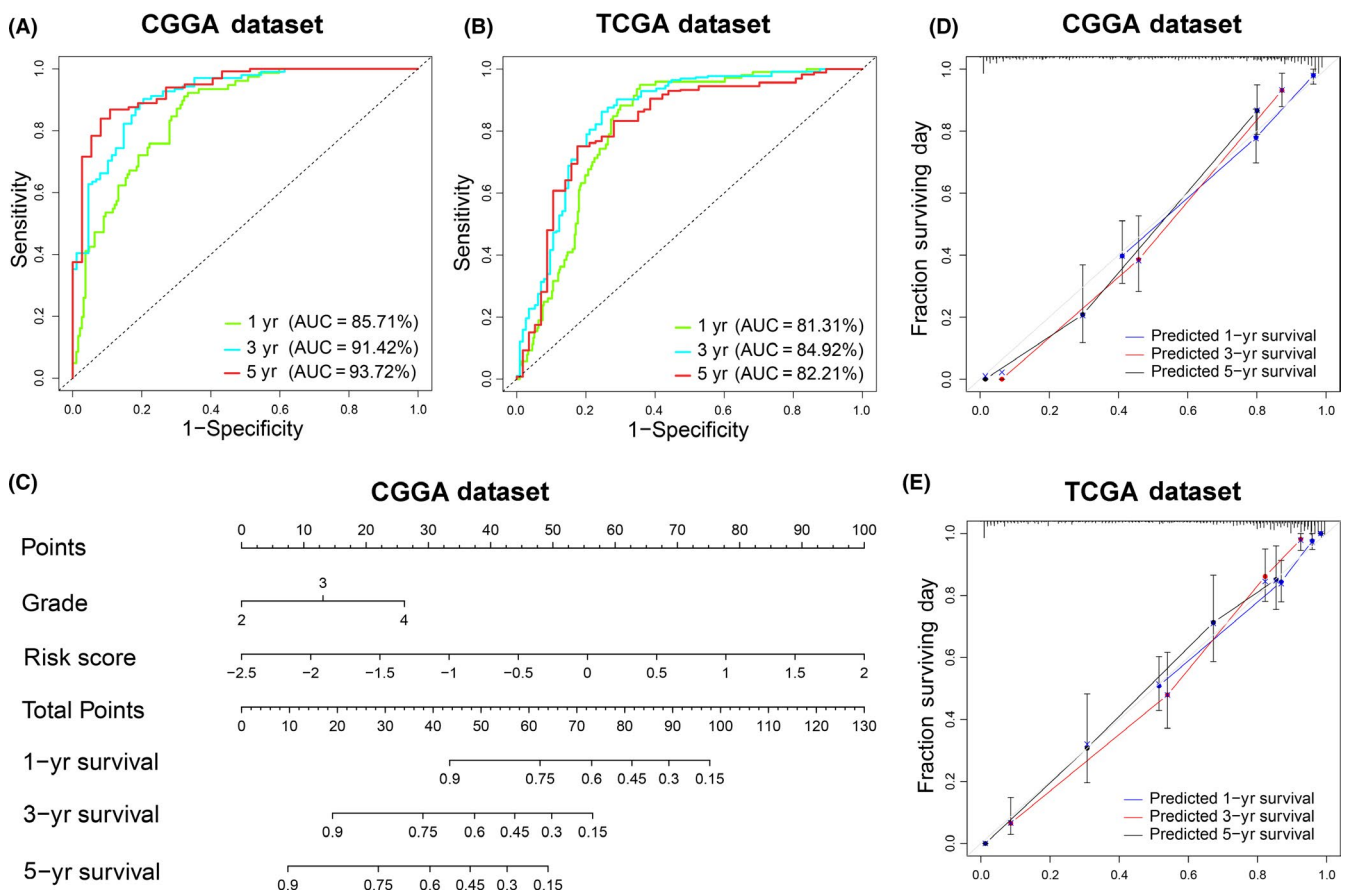 (A)
CGGA dataset
Sensitivity
1.0
0.8
0.6
0.4
0.2
0.0
1 yr (AUC = 85.71%)
3 yr (AUC = 91.42%)
5 yr (AUC = 93.72%)
0.0 0.2 0.4 0.6 0.8 1.0
1−Specificity
(B)
TCGA dataset
Sensitivity
1.0
0.8
0.6
0.4
0.2
0.0
1 yr (AUC = 81.31%)
3 yr (AUC = 84.92%)
5 yr (AUC = 82.21%)
0.0 0.2 0.4 0.6 0.8 1.0
1−Specificity
(D)
CGGA dataset
Fraction surviving day
1.0
0.8
0.6
0.4
0.2
0.0
Predicted 1−yr survival
Predicted 3−yr survival
Predicted 5−yr survival
0.0 0.2 0.4 0.6 0.8 1.0
(C)
CGGA dataset
Points
0 10 20 30 40 50 60 70 80 90 100
Grade
3
2 4
Risk score
−2.5 −2 −1.5 −1 −0.5 0 0.5 1 1.5 2
Total Points
0 10 20 30 40 50 60 70 80 90 100 110 120 130
1−yr survival
0.9 0.75 0.6 0.45 0.3 0.15
3−yr survival
0.9 0.75 0.6 0.45 0.3 0.15
5−yr survival
0.9 0.75 0.6 0.45 0.3 0.15
(E)
TCGA dataset
Fraction surviving day
1.0
0.8
0.6
0.4
0.2
0.0
Predicted 1−yr survival
Predicted 3−yr survival
Predicted 5−yr survival
0.0 0.2 0.4 0.6 0.8 1.0